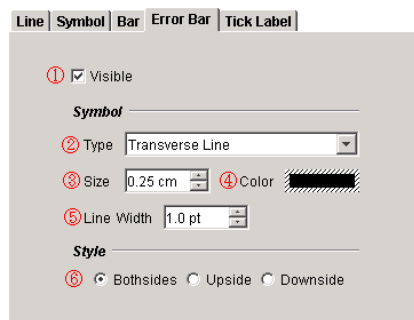 Line Symbol Bar Error Bar Tick Label
① Visible
Symbol
② Type Transverse Line
③ Size 0.25 cm ④ Color
⑤ Line Width 1.0 pt
Style
⑥ Bothsides Upside Downside